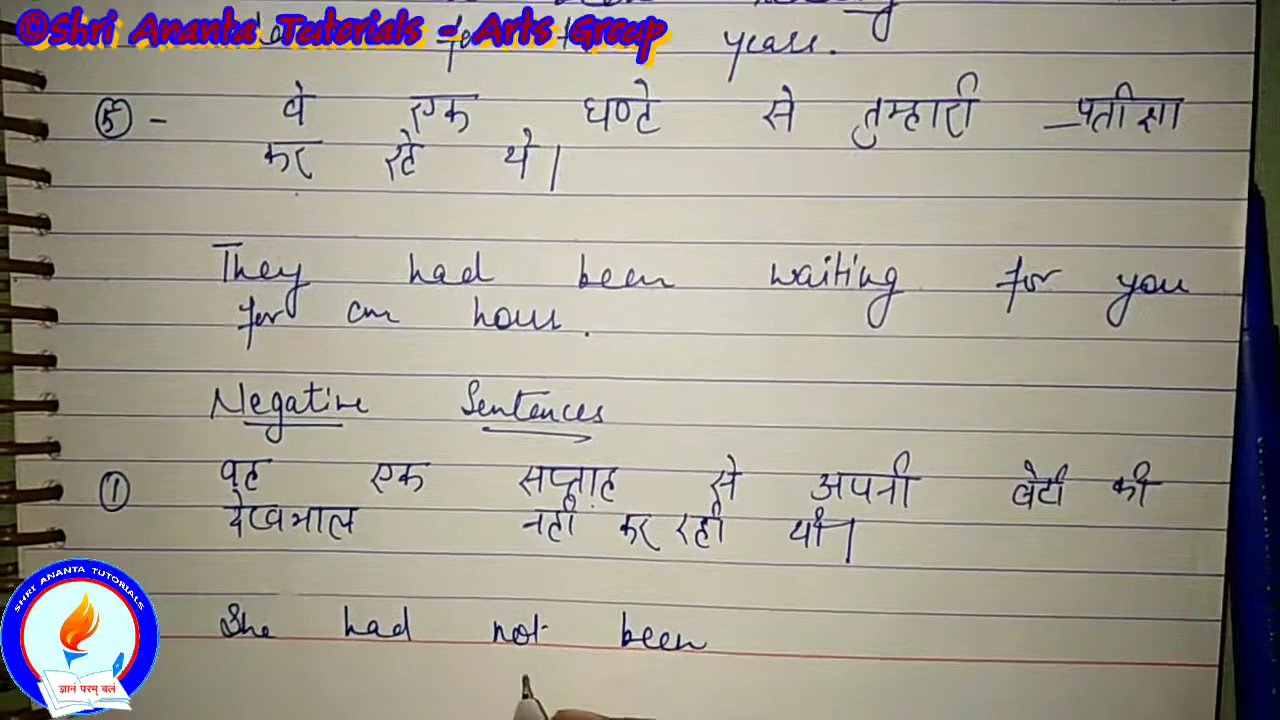 ©Shri Ananta Tutorials - Arts Group
years.
⑤ - वे एक घण्टे से तुम्हारी प्रतीक्षा
कर रहे थे।
They had been waiting for you
for an hour.
Negative Sentences
① वह एक सप्ताह से अपनी बेटी की
देखभाल नहीं कर रही थी।
She had not been
SHRI ANANTA TUTORIALS
ज्ञानं परमं बलं